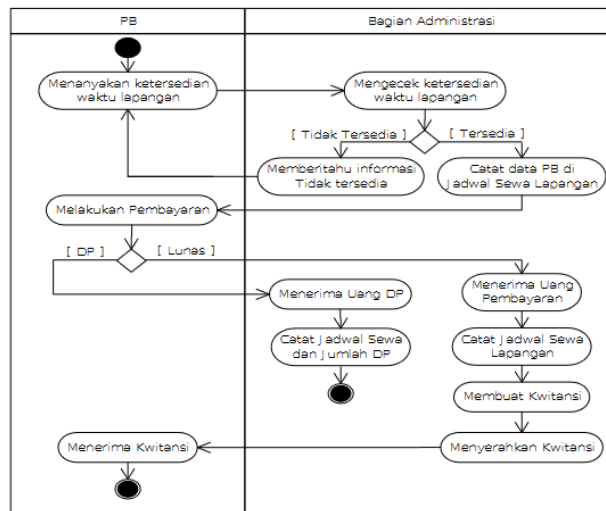 PB
Bagian Administrasi
Menanyakan ketersedian
waktu lapangan
Mengecek ketersedian
waktu lapangan
[ Tidak Tersedia ]
[ Tersedia ]
Memberitahu informasi
Tidak tersedia
Catat data PB di
Jadwal Sewa Lapangan
Melakukan Pembayaran
[ DP ]
[ Lunas ]
Menerima Uang DP
Menerima Uang
Pembayaran
Catat Jadwal Sewa
dan Jumlah DP
Catat Jadwal Sewa
Lapangan
Membuat Kwitansi
Menerima Kwitansi
Menyerahkan Kwitansi